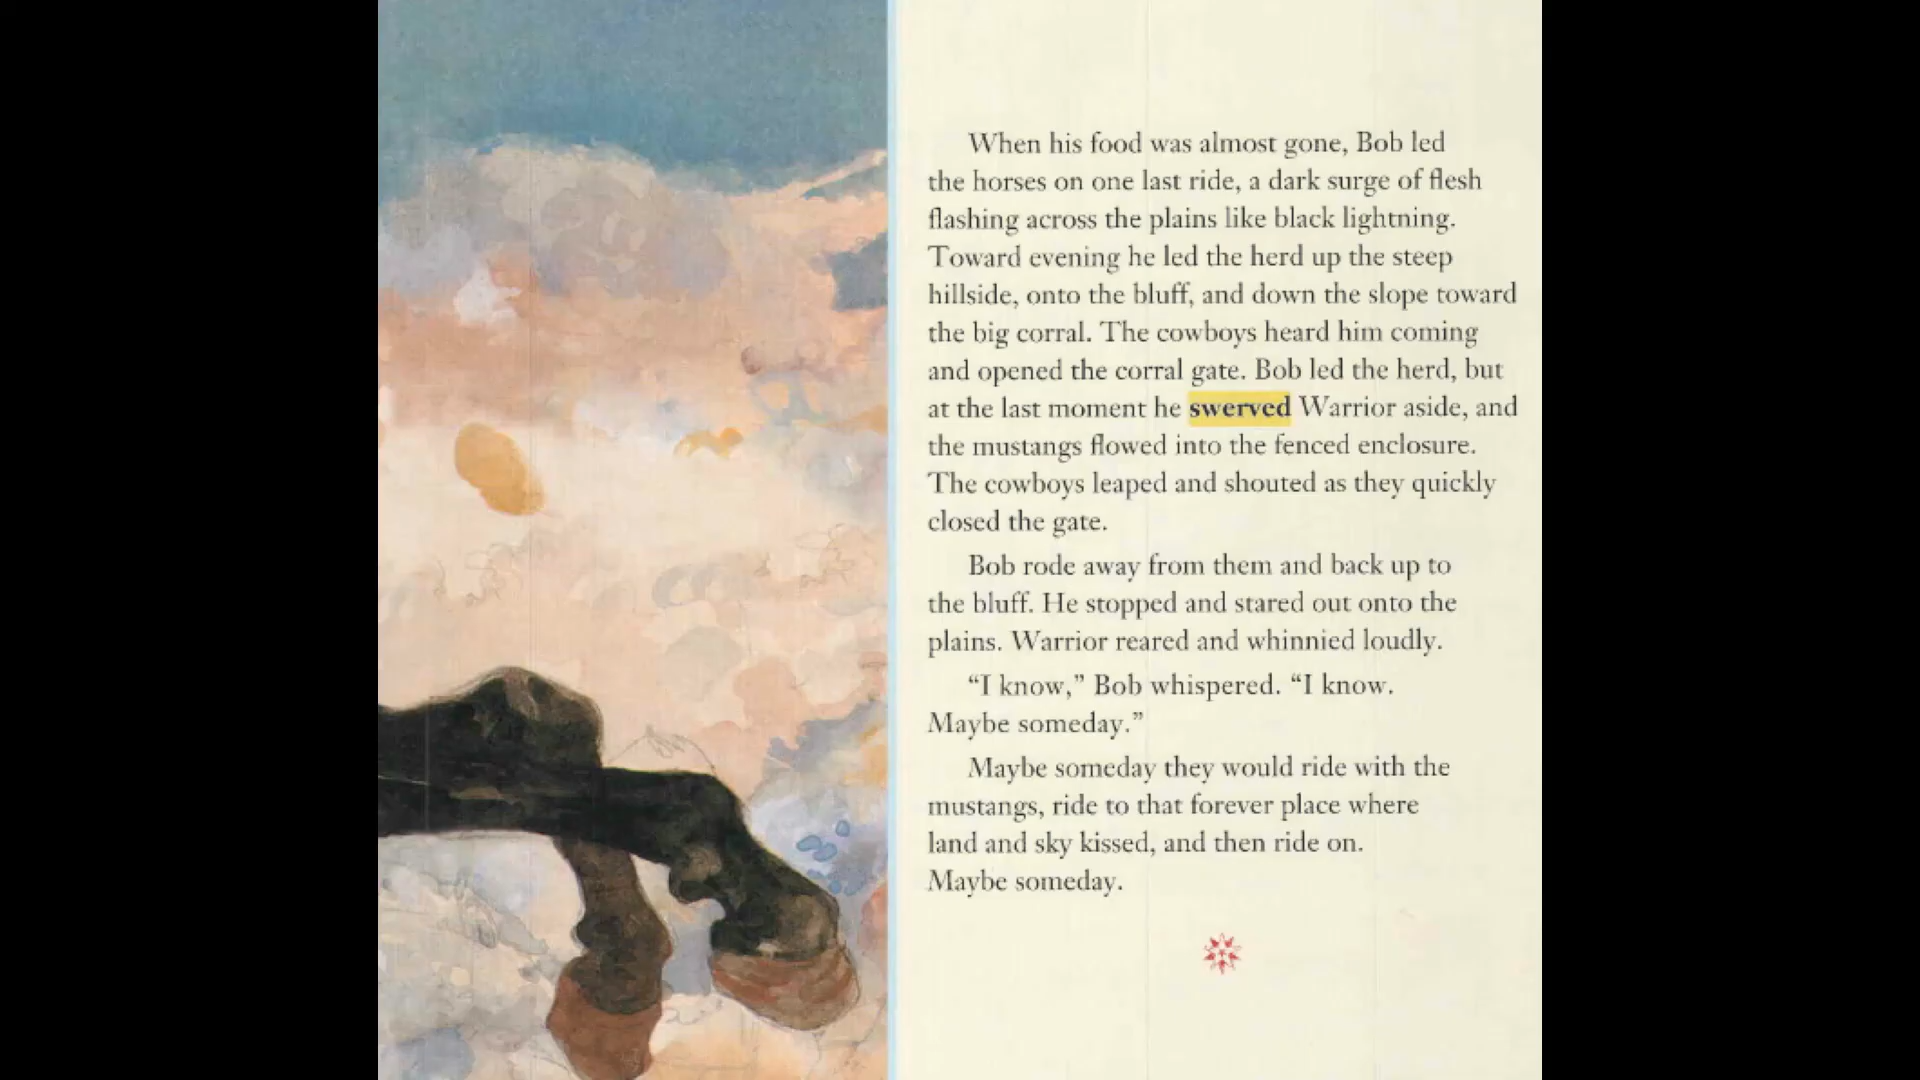 When his food was almost gone, Bob led
the horses on one last ride, a dark surge of flesh
flashing across the plains like black lightning.
Toward evening he led the herd up the steep
hillside, onto the bluff, and down the slope toward
the big corral. The cowboys heard him coming
and opened the corral gate. Bob led the herd, but
at the last moment he swerved Warrior aside, and
the mustangs flowed into the fenced enclosure.
The cowboys leaped and shouted as they quickly
closed the gate.
Bob rode away from them and back up to
the bluff. He stopped and stared out onto the
plains. Warrior reared and whinnied loudly.
“I know,” Bob whispered. “I know.
Maybe someday.”
Maybe someday they would ride with the
mustangs, ride to that forever place where
land and sky kissed, and then ride on.
Maybe someday.